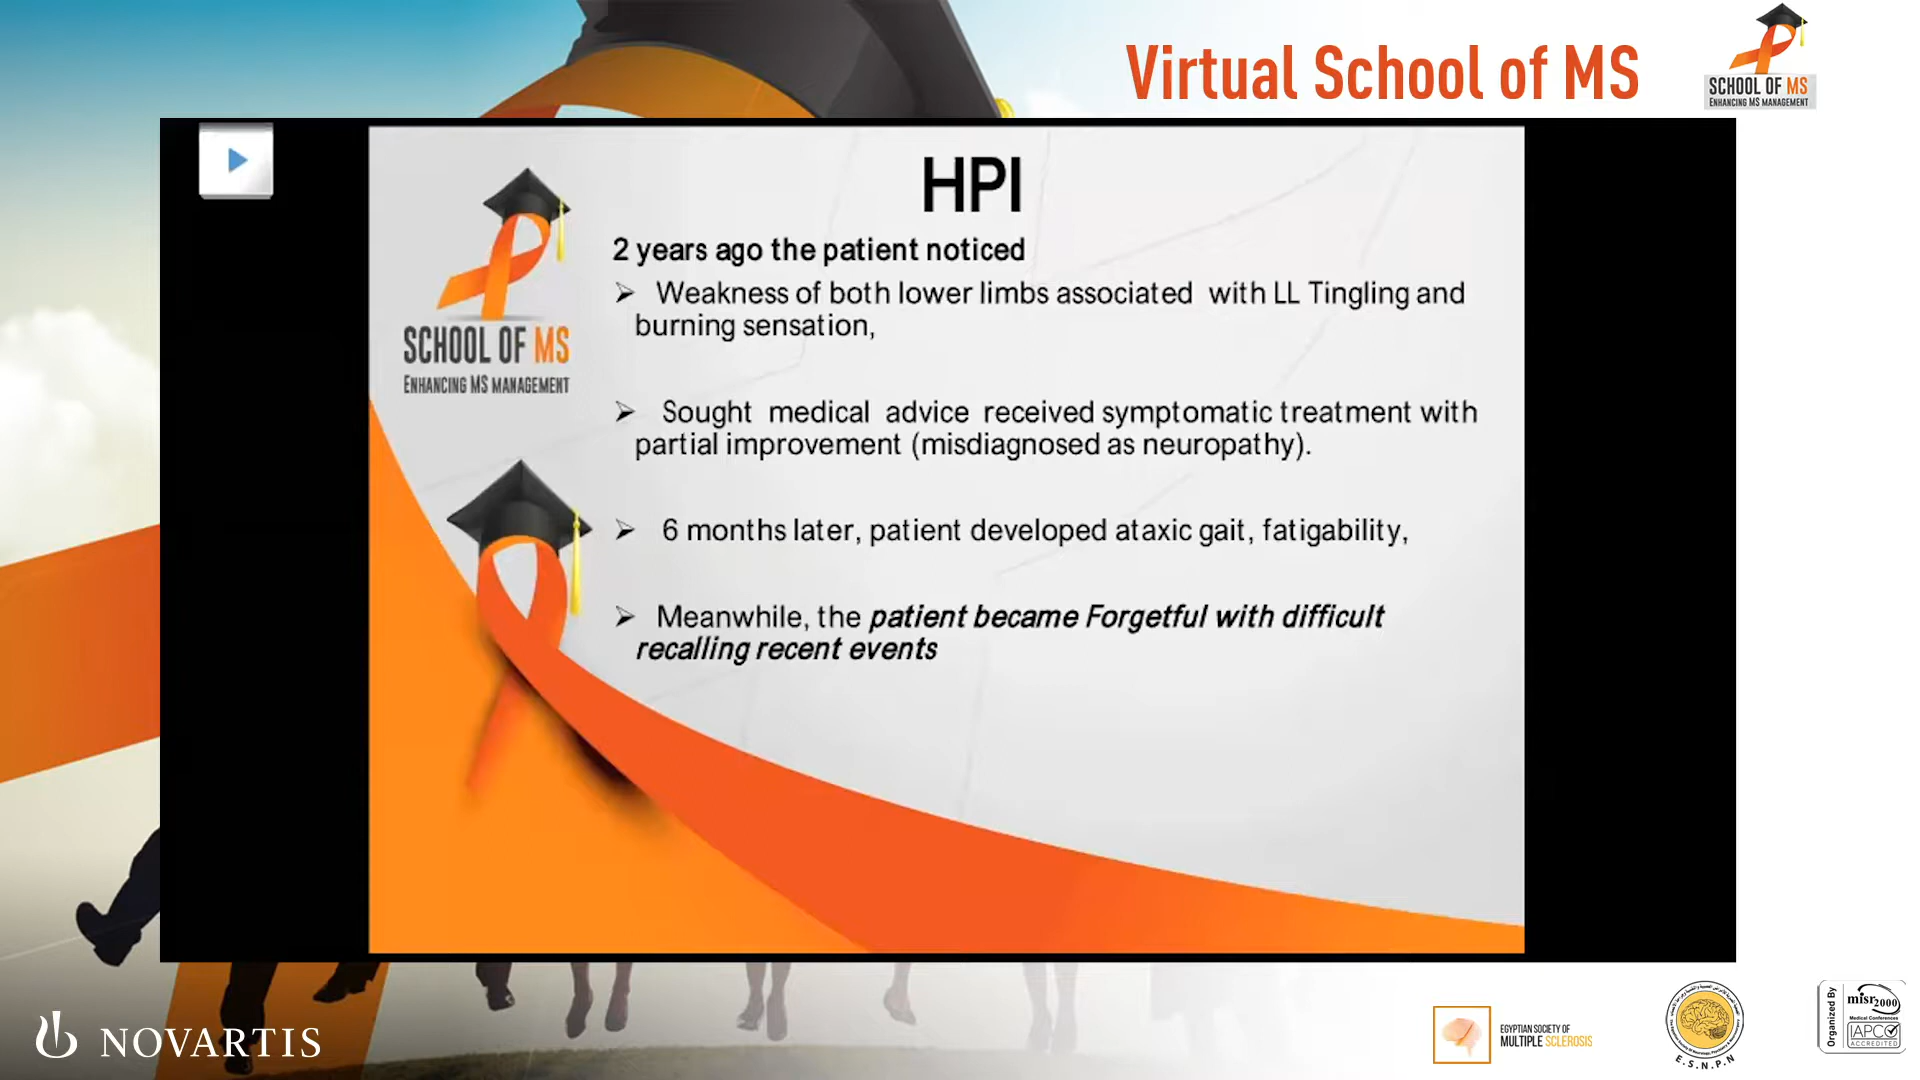 Virtual School of MS
SCHOOL OF MS
ENHANCING MS MANAGEMENT
HPI
SCHOOL OF MS
ENHANCING MS MANAGEMENT
2 years ago the patient noticed
➢ Weakness of both lower limbs associated with LL Tingling and
burning sensation,
➢ Sought medical advice received symptomatic treatment with
partial improvement (misdiagnosed as neuropathy).
➢ 6 months later, patient developed ataxic gait, fatigability,
➢ Meanwhile, the patient became Forgetful with difficult
recalling recent events
NOVARTIS
EGYPTIAN SOCIETY OF
MULTIPLE SCLEROSIS
E.S.N.P.N
Organized By
misr2000
Medical Conferences
IAPCO
ACCREDITED